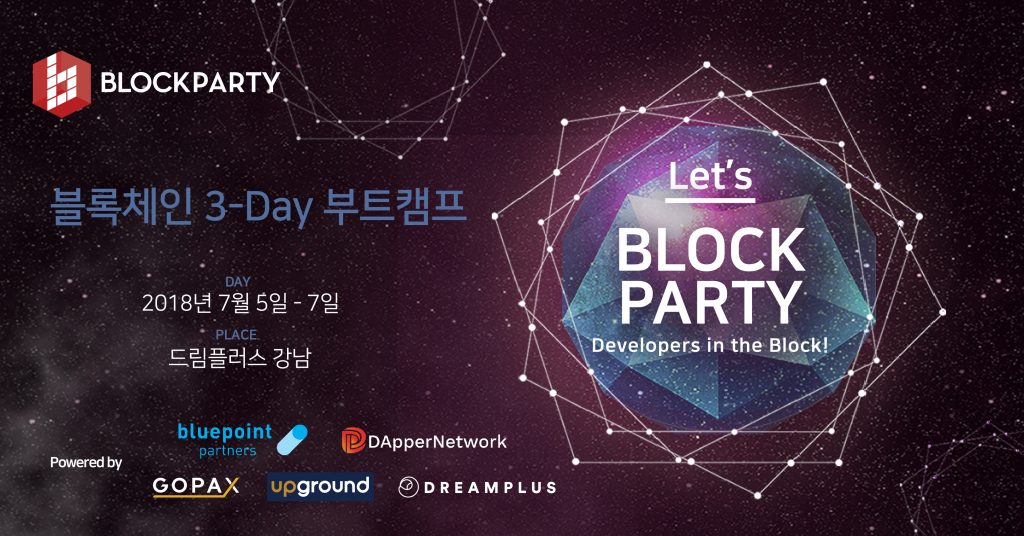 BLOCKPARTY
블록체인 3-Day 부트캠프
DAY
2018년 7월 5일 - 7일
PLACE
드림플러스 강남
Let's
BLOCK
PARTY
Developers in the Block!
Powered by
bluepoint
partners
DApperNetwork
GOPAX
upground
DREAMPLUS